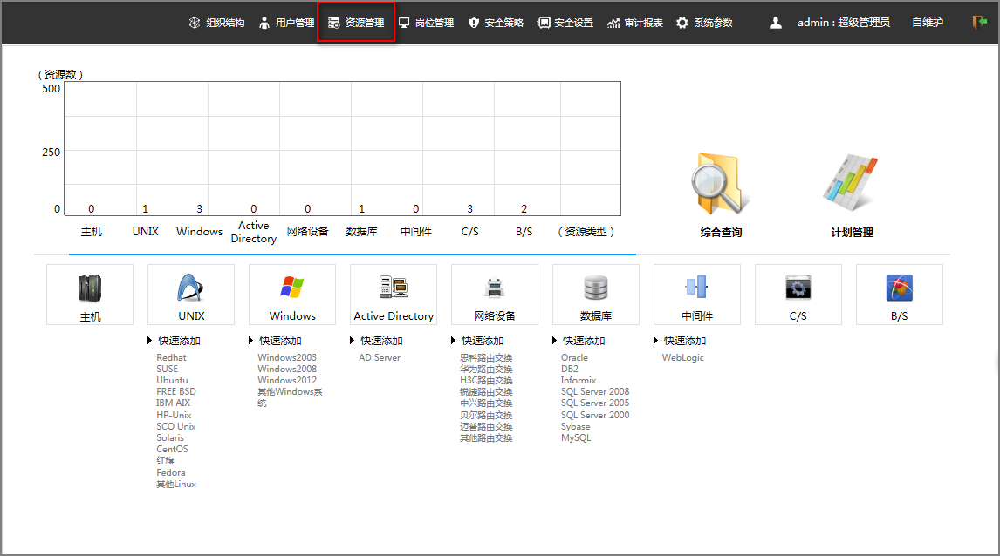 组织结构 用户管理 资源管理 岗位管理 安全策略 安全设置 审计报表 系统参数 admin : 超级管理员 自维护
( 资源数 )
500
250
0
0 1 3 0 0 1 0 3 2
主机 UNIX Windows Active Directory 网络设备 数据库 中间件 C/S B/S ( 资源类型 )
综合查询 计划管理
主机 UNIX Windows Active Directory 网络设备 数据库 中间件 C/S B/S
快速添加
Redhat
SUSE
Ubuntu
FREE BSD
IBM AIX
HP-Unix
SCO Unix
Solaris
CentOS
红旗
Fedora
其他Linux
快速添加
Windows2003
Windows2008
Windows2012
其他Windows系
统
快速添加
AD Server
快速添加
思科路由交换
华为路由交换
H3C路由交换
锐捷路由交换
中兴路由交换
贝尔路由交换
迈普路由交换
其他路由交换
快速添加
Oracle
DB2
Informix
SQL Server 2008
SQL Server 2005
SQL Server 2000
Sybase
MySQL
快速添加
WebLogic